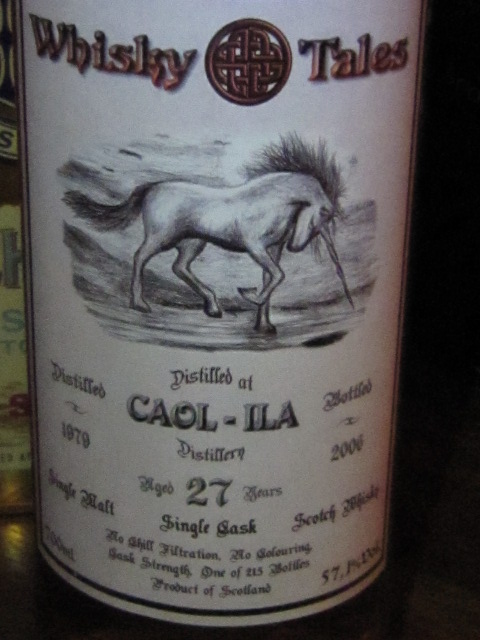 Whisky Tales
Distilled at
Distilled
1979
CAOL - ILA
Bottled
2006
Distillery
Aged 27 Years
Single Malt
Single Cask
Scotch Whisky
700ml
No Chill Filtration, No Colouring,
Cask Strength, One of 215 Bottles
Product of Scotland
57,1%Vol.